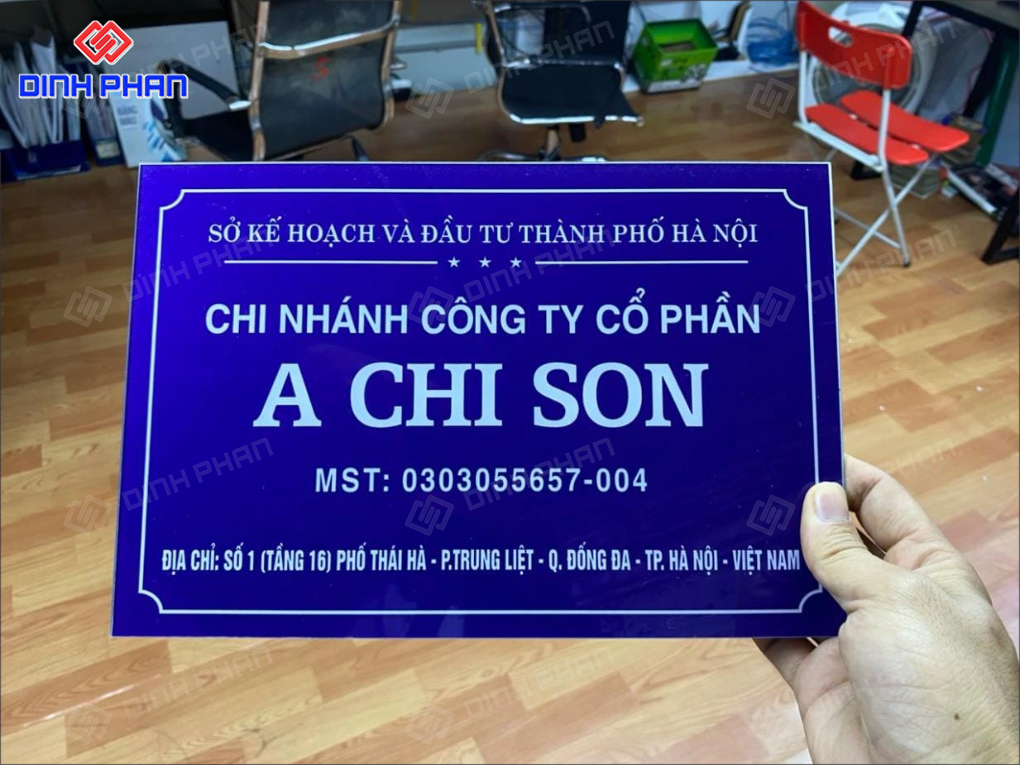 DINH PHAN
SỞ KẾ HOẠCH VÀ ĐẦU TƯ THÀNH PHỐ HÀ NỘI
CHI NHÁNH CÔNG TY CỔ PHẦN
A CHI SON
MST: 0303055657-004
ĐỊA CHỈ: SỐ 1 (TẦNG 16) PHỐ THÁI HÀ - P.TRUNG LIỆT - Q. ĐỐNG ĐA - TP. HÀ NỘI - VIỆT NAM